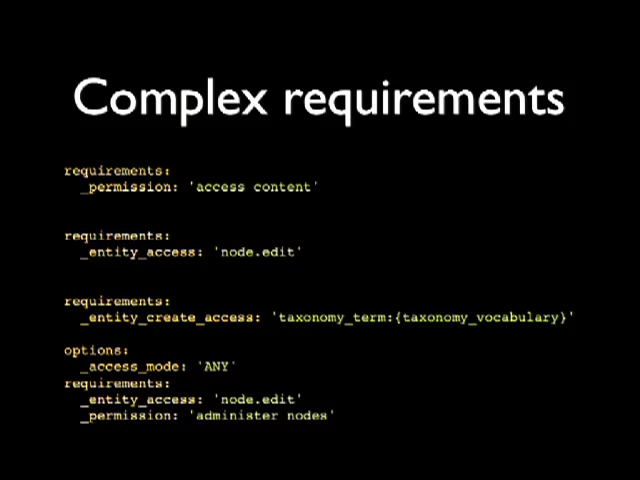 Complex requirements
requirements:
_permission: 'access content'
requirements:
_entity_access: 'node.edit'
requirements:
_entity_create_access: 'taxonomy_term:{taxonomy_vocabulary}'
options:
_access_mode: 'ANY'
requirements:
_entity_access: 'node.edit'
_permission: 'administer nodes'